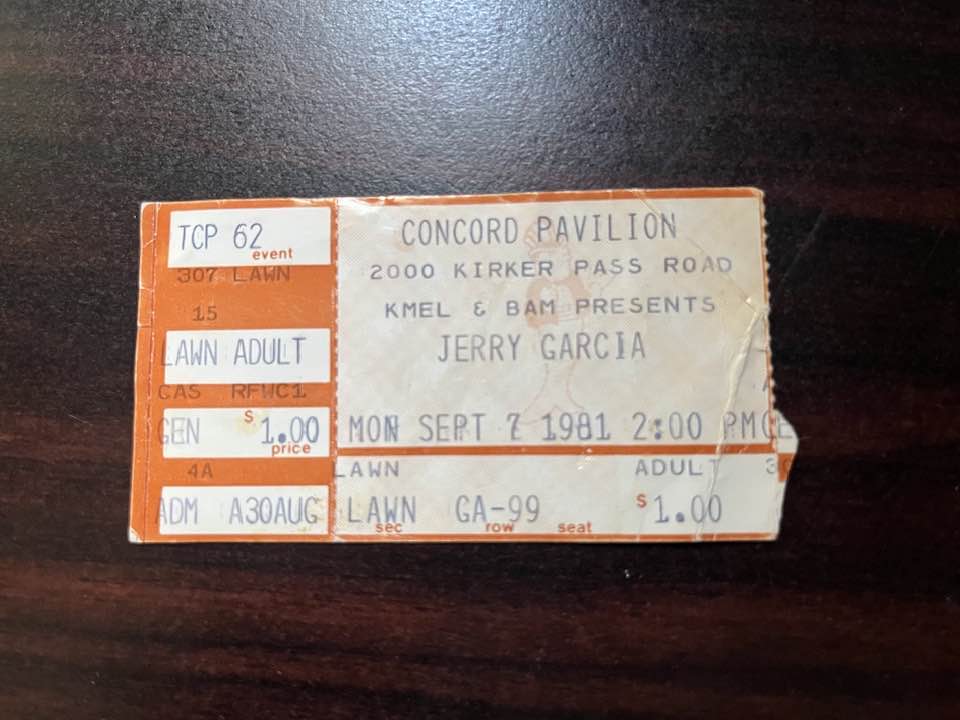 TCP 62
event
307 LAWN
15
LAWN ADULT
CAS RFWC1
GEN $1.00
price
4A
ADM A30AUG
CONCORD PAVILION
2000 KIRKER PASS ROAD
KMEL & BAM PRESENTS
JERRY GARCIA
MON SEPT 7 1981 2:00 PM
LAWN ADULT
LAWN GA-99 $1.00
sec row seat